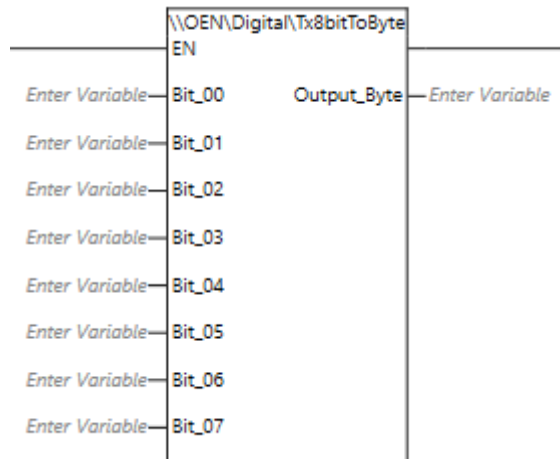 \\OEN\Digital\Tx8bitToByte
EN
Enter Variable Bit_00 Output_Byte Enter Variable
Enter Variable Bit_01
Enter Variable Bit_02
Enter Variable Bit_03
Enter Variable Bit_04
Enter Variable Bit_05
Enter Variable Bit_06
Enter Variable Bit_07